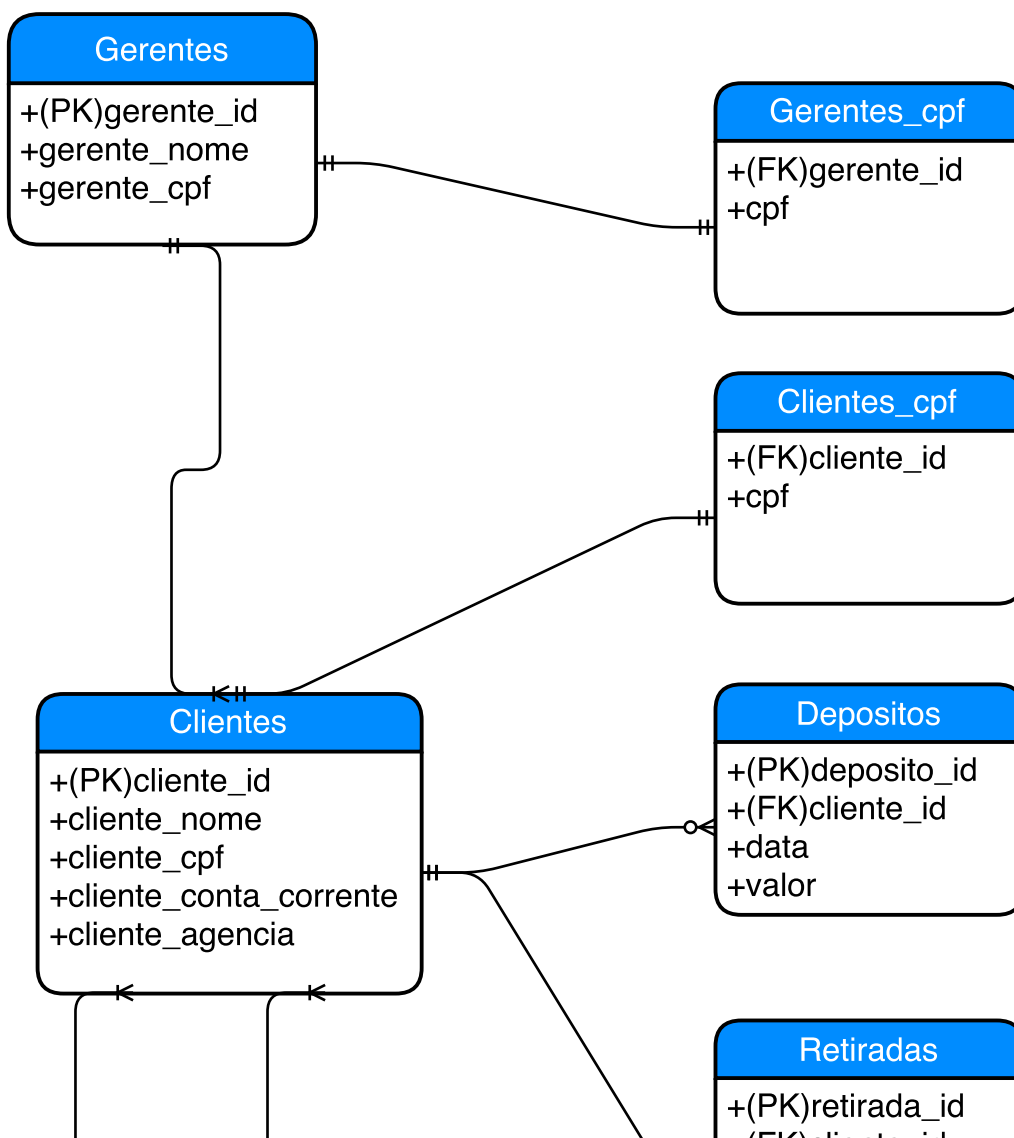 Gerentes
+(PK)gerente_id
+gerente_nome
+gerente_cpf
Gerentes_cpf
+(FK)gerente_id
+cpf
Clientes_cpf
+(FK)cliente_id
+cpf
Clientes
+(PK)cliente_id
+cliente_nome
+cliente_cpf
+cliente_conta_corrente
+cliente_agencia
Depositos
+(PK)deposito_id
+(FK)cliente_id
+data
+valor
Retiradas
+(PK)retirada_id